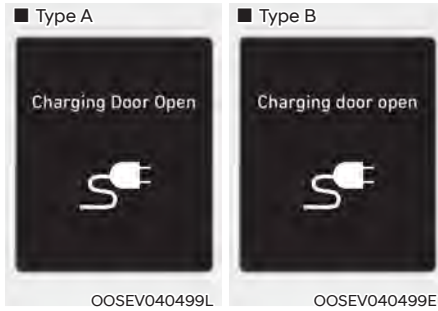 ■ Type A
Charging Door Open
OOSEV040499L
■ Type B
Charging door open
OOSEV040499E